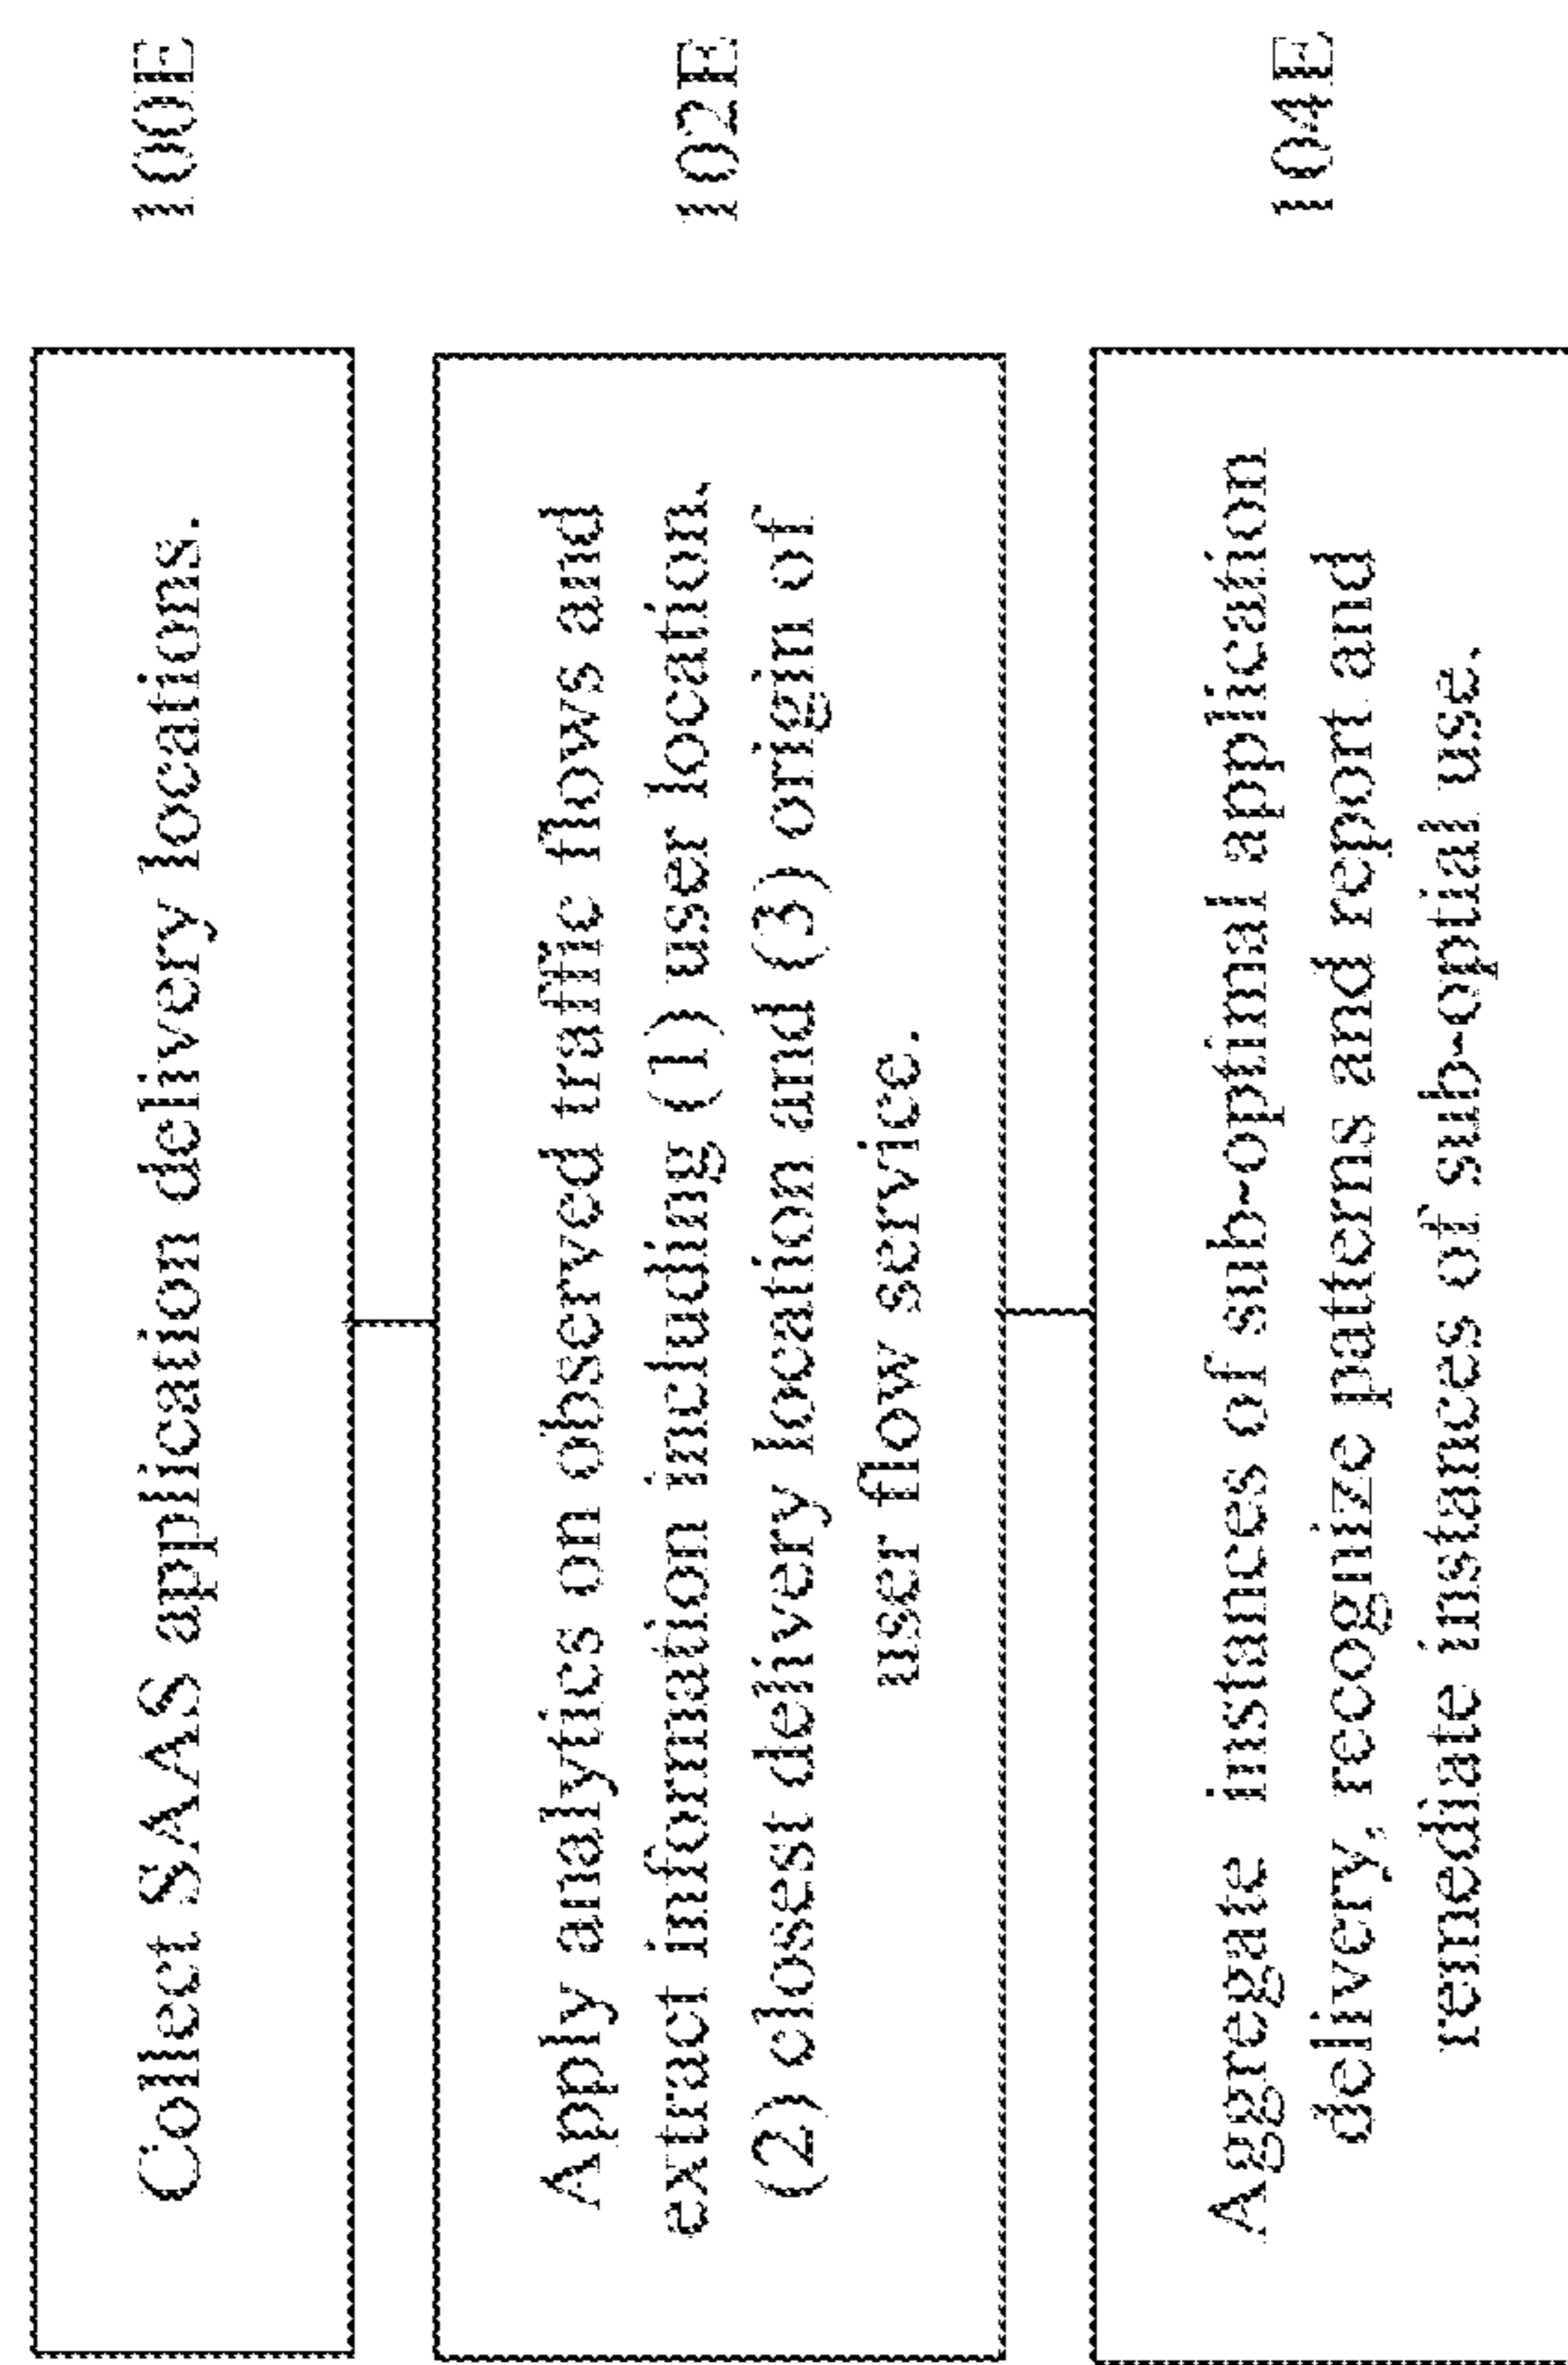 Collect SAAS application delivery locations.
100E
Apply analytics on observed traffic flows and
extract information including (1) user location,
(2) closest delivery location and (3) origin of
user flow service.
102E
Aggregate instances of sub-optimal application
delivery, recognize patterns and report and
remediate instances of sub-optial use.
104E